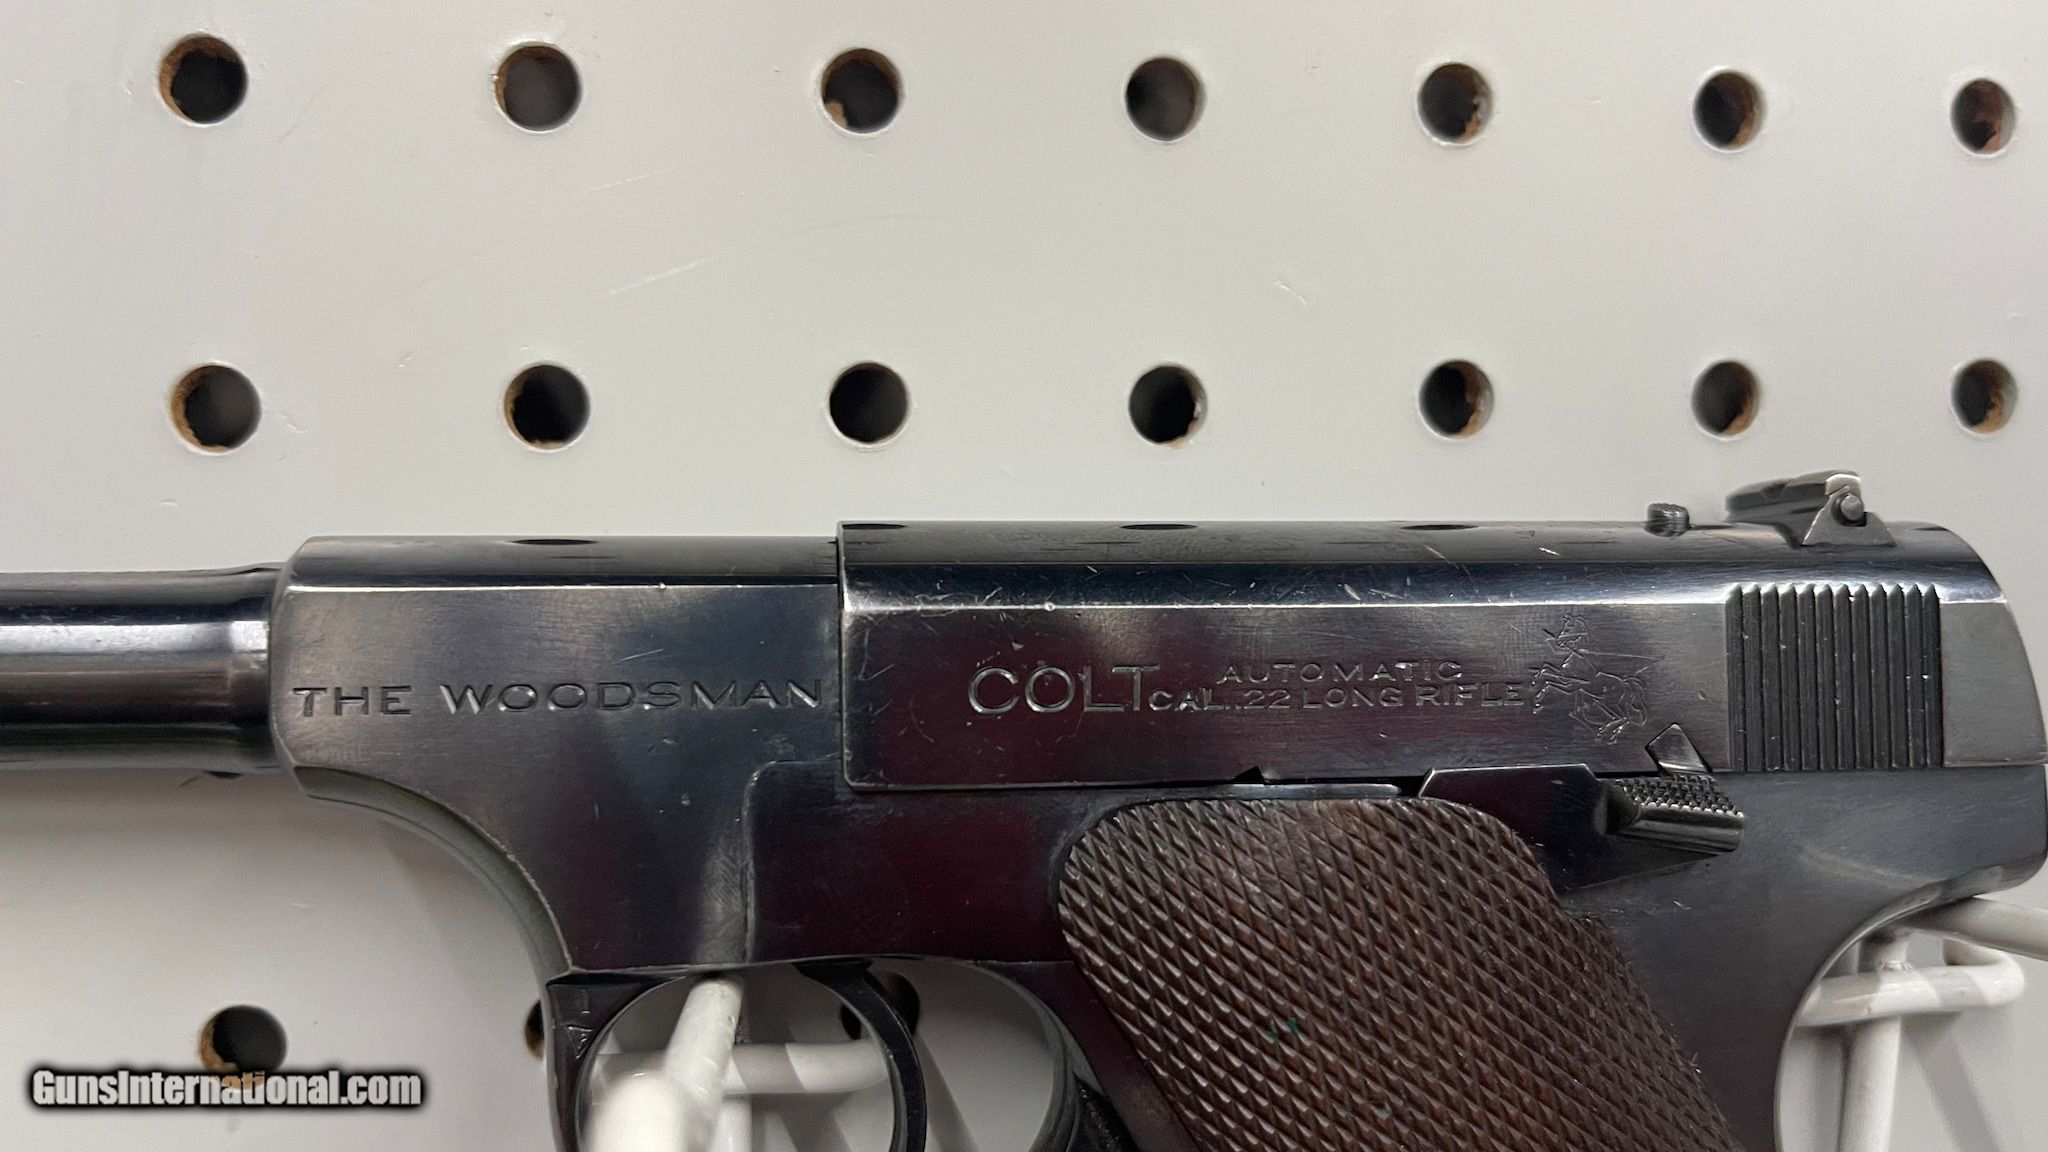 THE WOODSMAN
COLT AUTOMATIC
CAL. .22 LONG RIFLE
GunsInternational.com